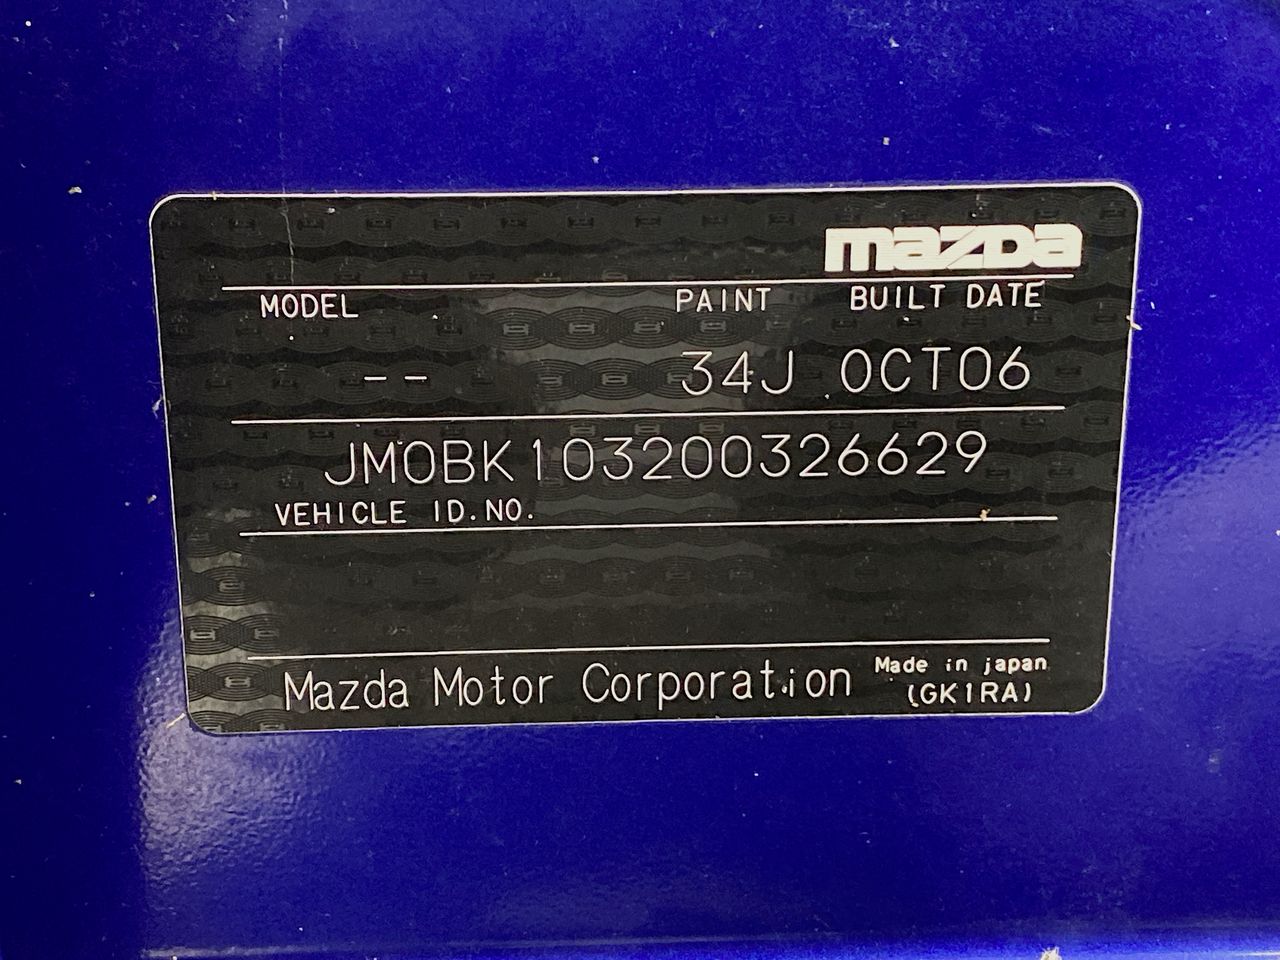 mazda
MODEL PAINT BUILT DATE
-- 34J OCT06
JM0BK103200326629
VEHICLE ID.NO.
Mazda Motor Corporation Made in japan
(GK1RA)